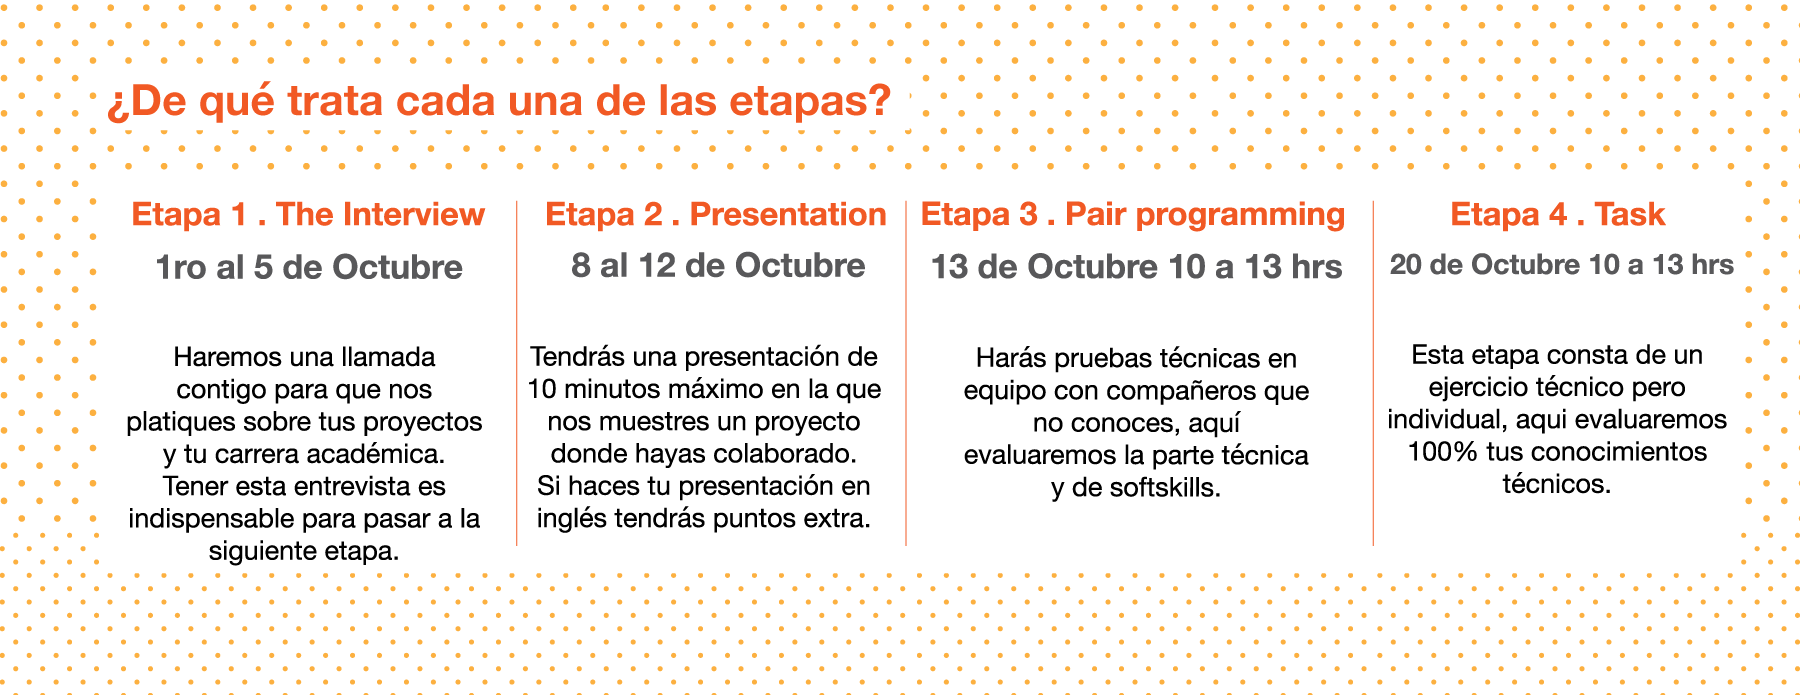 ¿De qué trata cada una de las etapas?
Etapa 1 . The Interview
1ro al 5 de Octubre
Haremos una llamada
contigo para que nos
platiques sobre tus proyectos
y tu carrera académica.
Tener esta entrevista es
indispensable para pasar a la
siguiente etapa.
Etapa 2 . Presentation
8 al 12 de Octubre
Tendrás una presentación de
10 minutos máximo en la que
nos muestres un proyecto
donde hayas colaborado.
Si haces tu presentación en
inglés tendrás puntos extra.
Etapa 3 . Pair programming
13 de Octubre 10 a 13 hrs
Harás pruebas técnicas en
equipo con compañeros que
no conoces, aquí
evaluaremos la parte técnica
y de softskills.
Etapa 4 . Task
20 de Octubre 10 a 13 hrs
Esta etapa consta de un
ejercicio técnico pero
individual, aqui evaluaremos
100% tus conocimientos
técnicos.